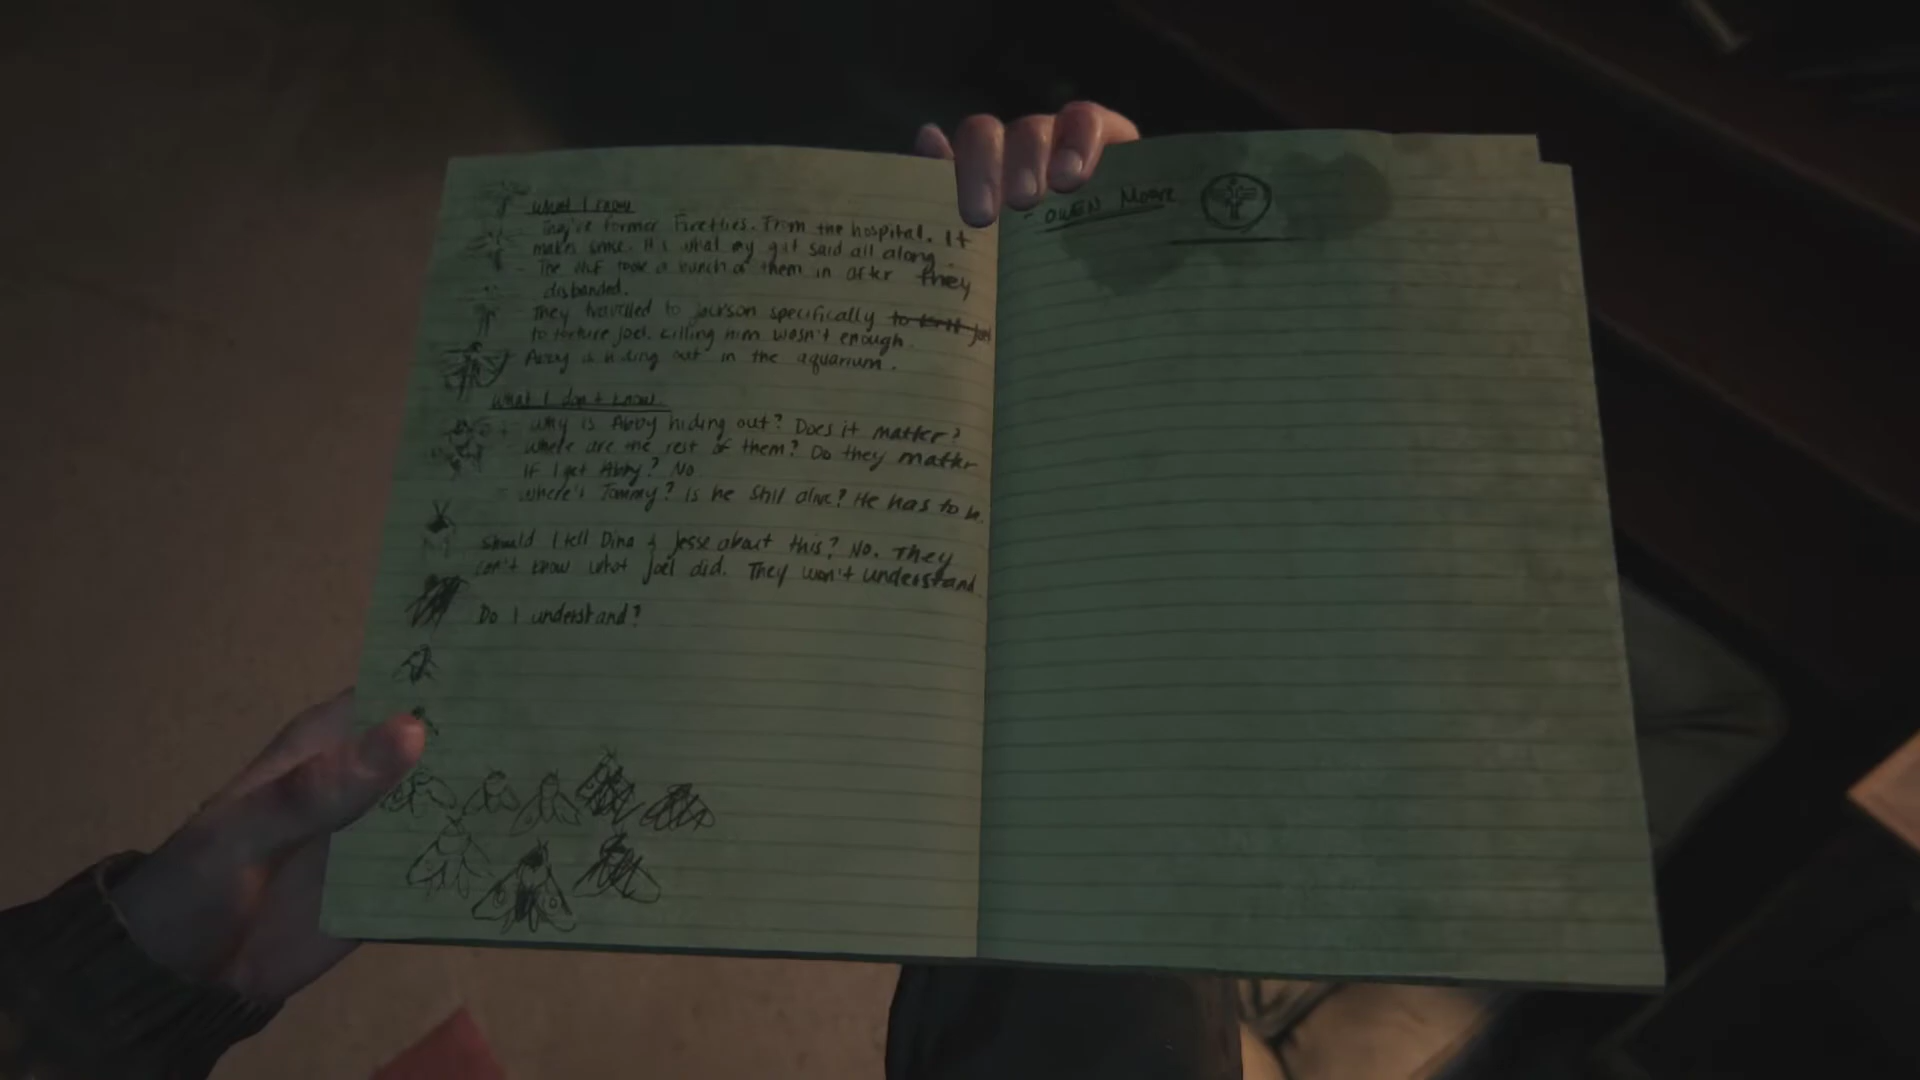 what I know
They're former Fireflies. From the hospital. It
makes sense. It's what my gut said all along.
- The WLF took a bunch of them in after they
disbanded.
They travelled to Jackson specifically to
to torture Joel. Killing him wasn't enough.
Abby is hiding out in the aquarium.
what I don't know
Why is Abby hiding out? Does it matter?
where are the rest of them? Do they matter
if I get Abby? No
where's Tommy? is he still alive? He has to be.
should I tell Dina & Jesse about this? No. They
can't know what Joel did. They won't understand
Do I understand?
- OWEN Moore